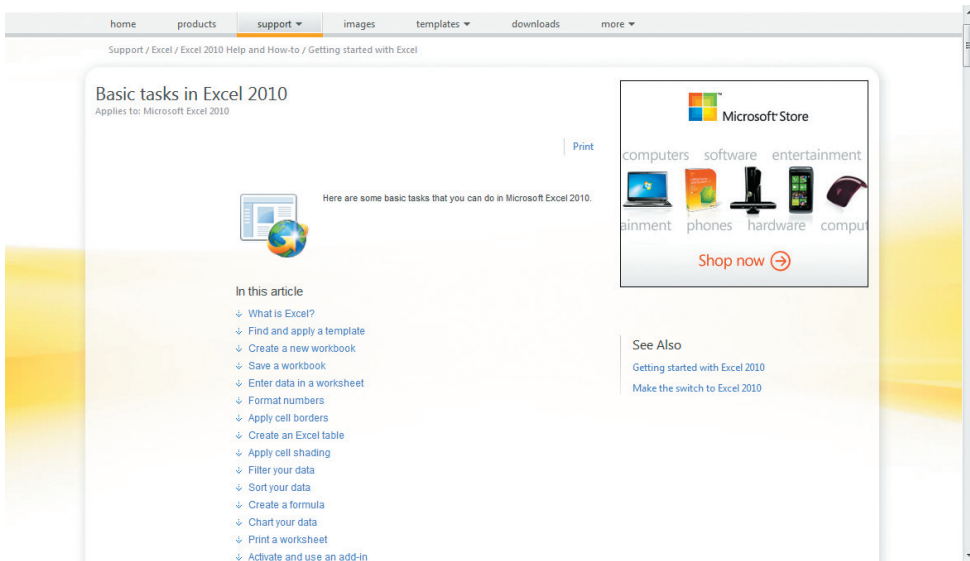 home products support images templates downloads more
Support / Excel / Excel 2010 Help and How-to / Getting started with Excel
Basic tasks in Excel 2010
Applies to: Microsoft Excel 2010
Print
Here are some basic tasks that you can do in Microsoft Excel 2010.
In this article
What is Excel?
Find and apply a template
Create a new workbook
Save a workbook
Enter data in a worksheet
Format numbers
Apply cell borders
Create an Excel table
Apply cell shading
Filter your data
Sort your data
Create a formula
Chart your data
Print a worksheet
Activate and use an add-in
Microsoft Store
computers software entertainment
ainment phones hardware comput
Shop now
See Also
Getting started with Excel 2010
Make the switch to Excel 2010